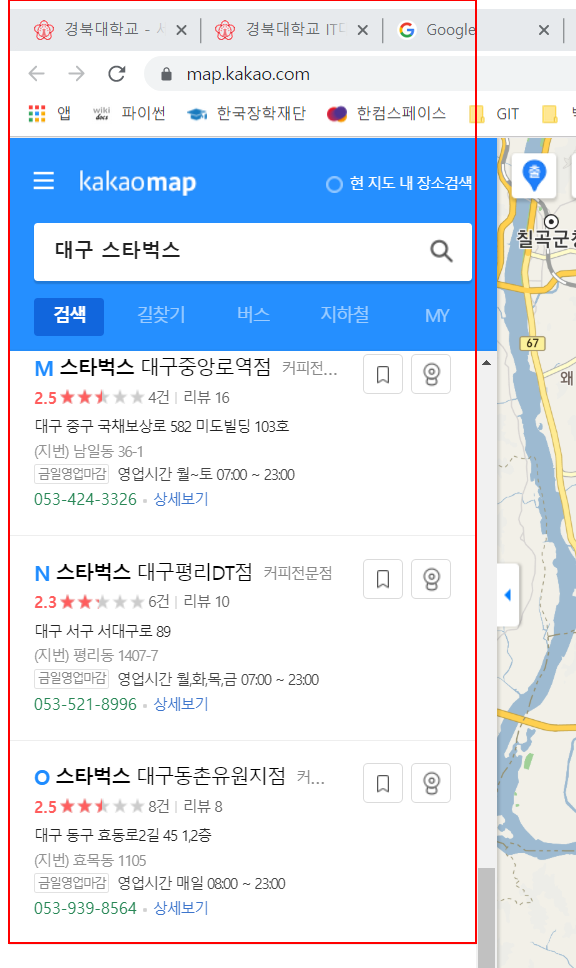 경북대학교 - 서
경북대학교 IT대
Google
map.kakao.com
앱
wiki docs 파이썬
한국장학재단
한컴스페이스
GIT
kakaomap
현 지도 내 장소검색
대구 스타벅스
검색 길찾기 버스 지하철 MY
M 스타벅스 대구중앙로역점 커피전...
2.5 4건 리뷰 16
대구 중구 국채보상로 582 미도빌딩 103호
(지번) 남일동 36-1
금일영업마감 영업시간 월~토 07:00 ~ 23:00
053-424-3326 상세보기
N 스타벅스 대구평리DT점 커피전문점
2.3 6건 리뷰 10
대구 서구 서대구로 89
(지번) 평리동 1407-7
금일영업마감 영업시간 월,화,목,금 07:00 ~ 23:00
053-521-8996 상세보기
O 스타벅스 대구동촌유원지점 커...
2.5 8건 리뷰 8
대구 동구 효동로2길 45 1,2층
(지번) 효목동 1105
금일영업마감 영업시간 매일 08:00 ~ 23:00
053-939-8564 상세보기
출
칠곡군청
67
왜